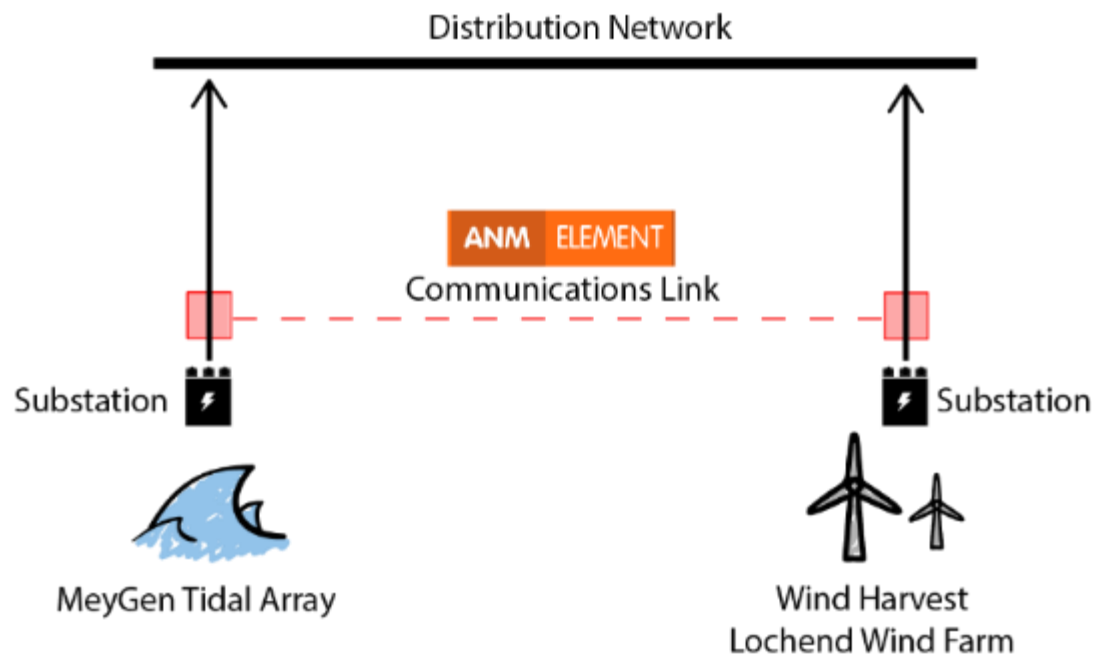 Distribution Network
ANM ELEMENT
Communications Link
Substation
Substation
MeyGen Tidal Array
Wind Harvest
Lochend Wind Farm